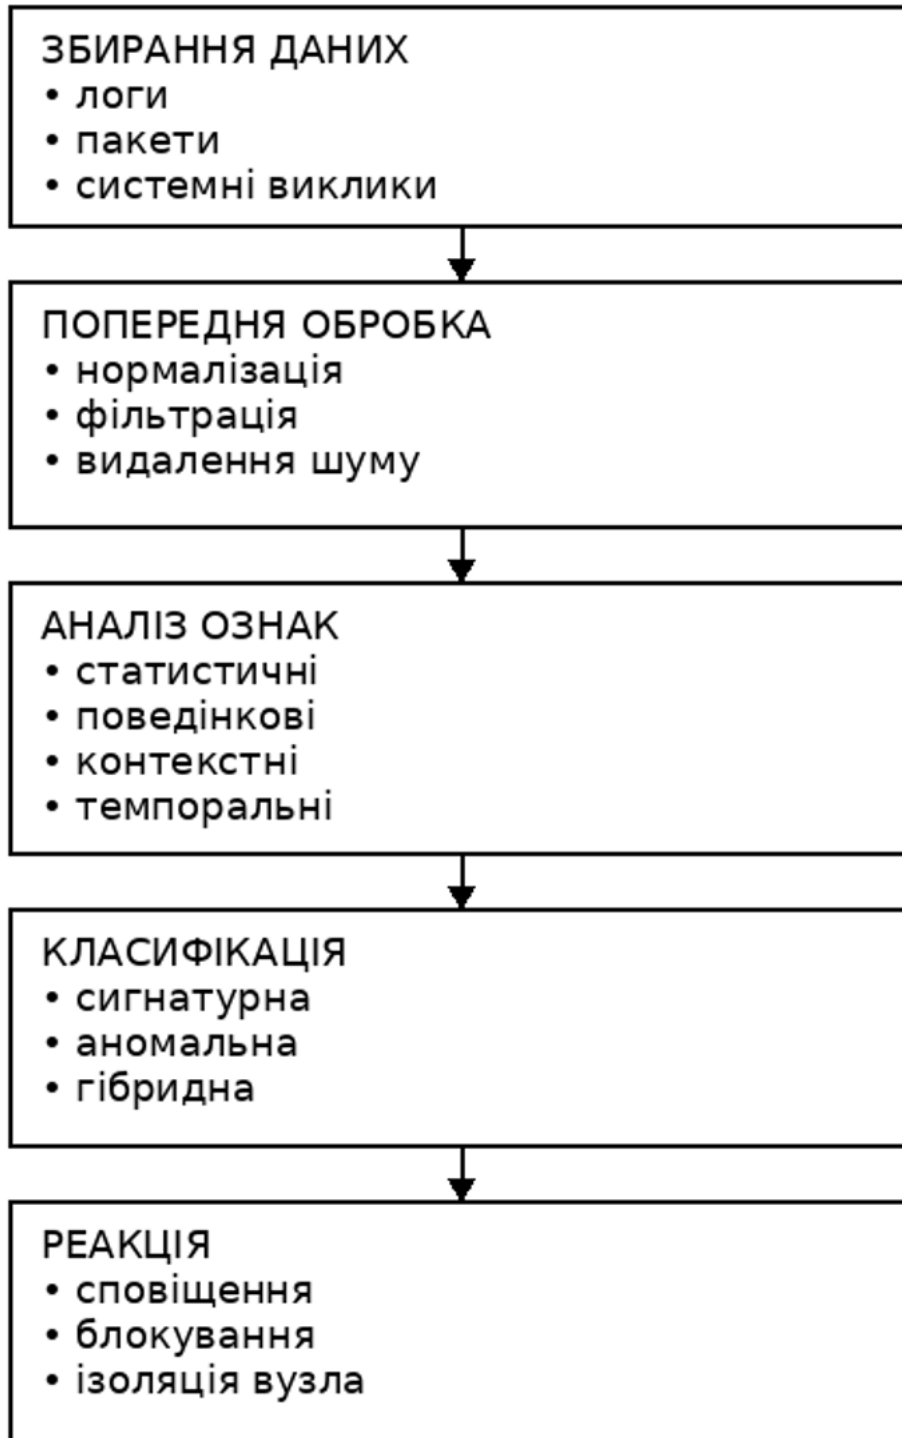 ЗБИРАННЯ ДАНИХ
• логи
• пакети
• системні виклики
ПОПЕРЕДНЯ ОБРОБКА
• нормалізація
• фільтрація
• видалення шуму
АНАЛІЗ ОЗНАК
• статистичні
• поведінкові
• контекстні
• темпоральні
КЛАСИФІКАЦІЯ
• сигнатурна
• аномальна
• гібридна
РЕАКЦІЯ
• сповіщення
• блокування
• ізоляція вузла